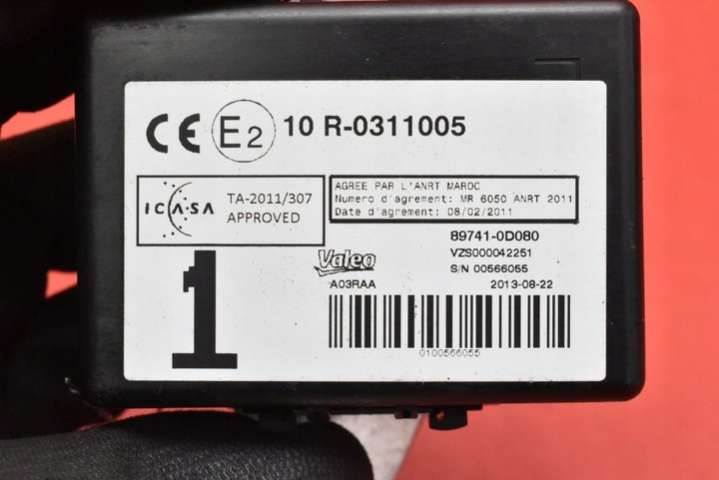 CE E2 10 R-0311005
ICASA
TA-2011/307
APPROVED
AGREE PAR L'ANRT MAROC
Numero d'agrement: MR 6050 ANRT 2011
Date d'agrement: 08/02/2011
1
Valeo
A03RAA
89741-0D080
VZS000042251
S/N 00566055
2013-08-22
0100566055